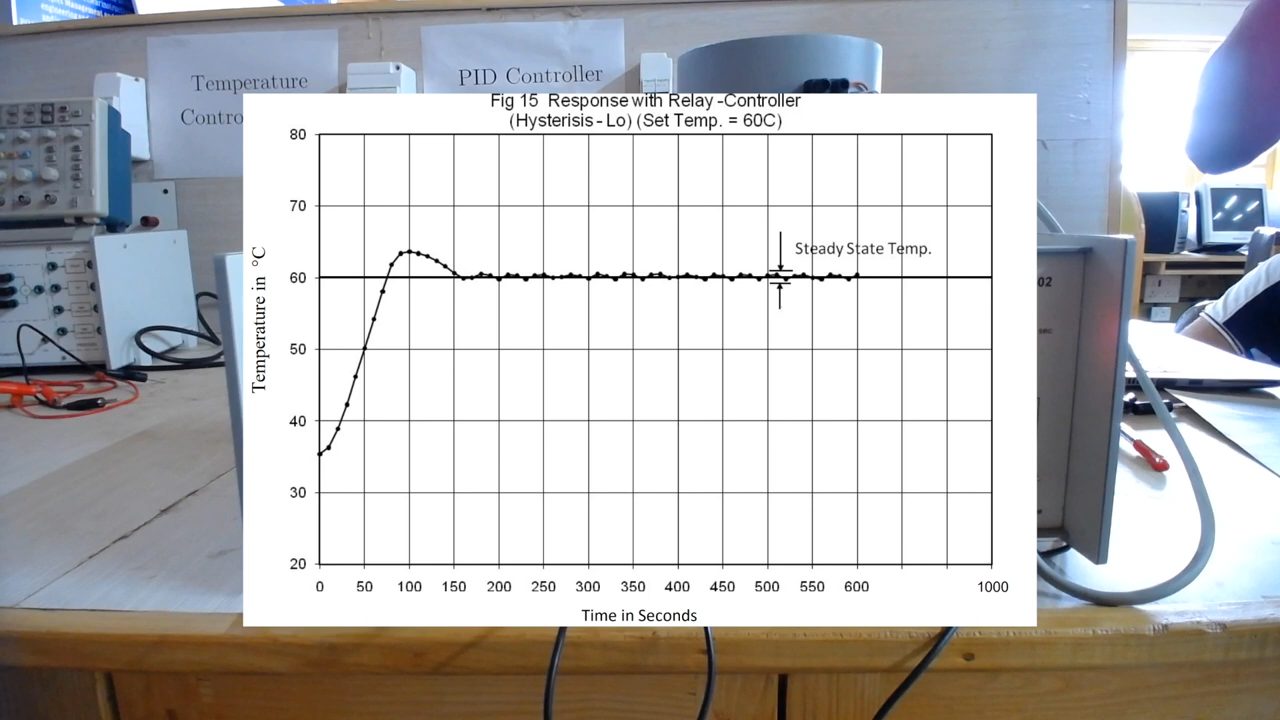 Temperature
PID Controller
Fig 15 Response with Relay -Controller
(Hysterisis - Lo) (Set Temp. = 60C)
80
70
60
50
40
30
20
Temperature in °C
Steady State Temp.
0 50 100 150 200 250 300 350 400 450 500 550 600 1000
Time in Seconds
02